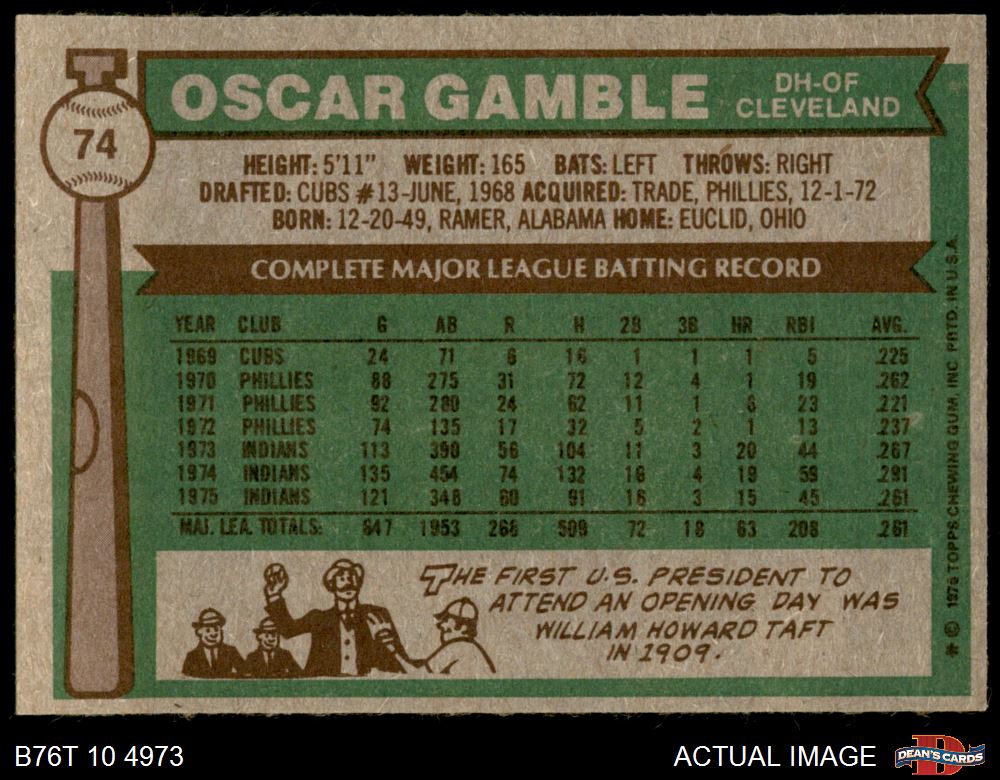 74
OSCAR GAMBLE
DH-OF
CLEVELAND
HEIGHT: 5'11" WEIGHT: 165 BATS: LEFT THROWS: RIGHT
DRAFTED: CUBS #13-JUNE, 1968 ACQUIRED: TRADE, PHILLIES, 12-1-72
BORN: 12-20-49, RAMER, ALABAMA HOME: EUCLID, OHIO
COMPLETE MAJOR LEAGUE BATTING RECORD
YEAR CLUB G AB R H 2B 3B HR RBI AVG.
1969 CUBS 24 71 6 16 1 1 1 5 .225
1970 PHILLIES 88 275 31 72 12 4 1 19 .262
1971 PHILLIES 92 280 24 62 11 1 6 23 .221
1972 PHILLIES 74 135 17 32 5 2 1 13 .237
1973 INDIANS 113 390 56 104 11 3 20 44 .267
1974 INDIANS 135 454 74 132 16 4 19 59 .291
1975 INDIANS 121 348 60 91 16 3 15 45 .261
MAJ. LEA. TOTALS: 647 1953 268 509 72 18 63 208 .261
THE FIRST U.S. PRESIDENT TO
ATTEND AN OPENING DAY WAS
WILLIAM HOWARD TAFT
IN 1909.
* © 1976 TOPPS CHEWING GUM, INC PRTD. IN U.S.A.
B76T 10 4973
ACTUAL IMAGE
DEAN'S CARDS